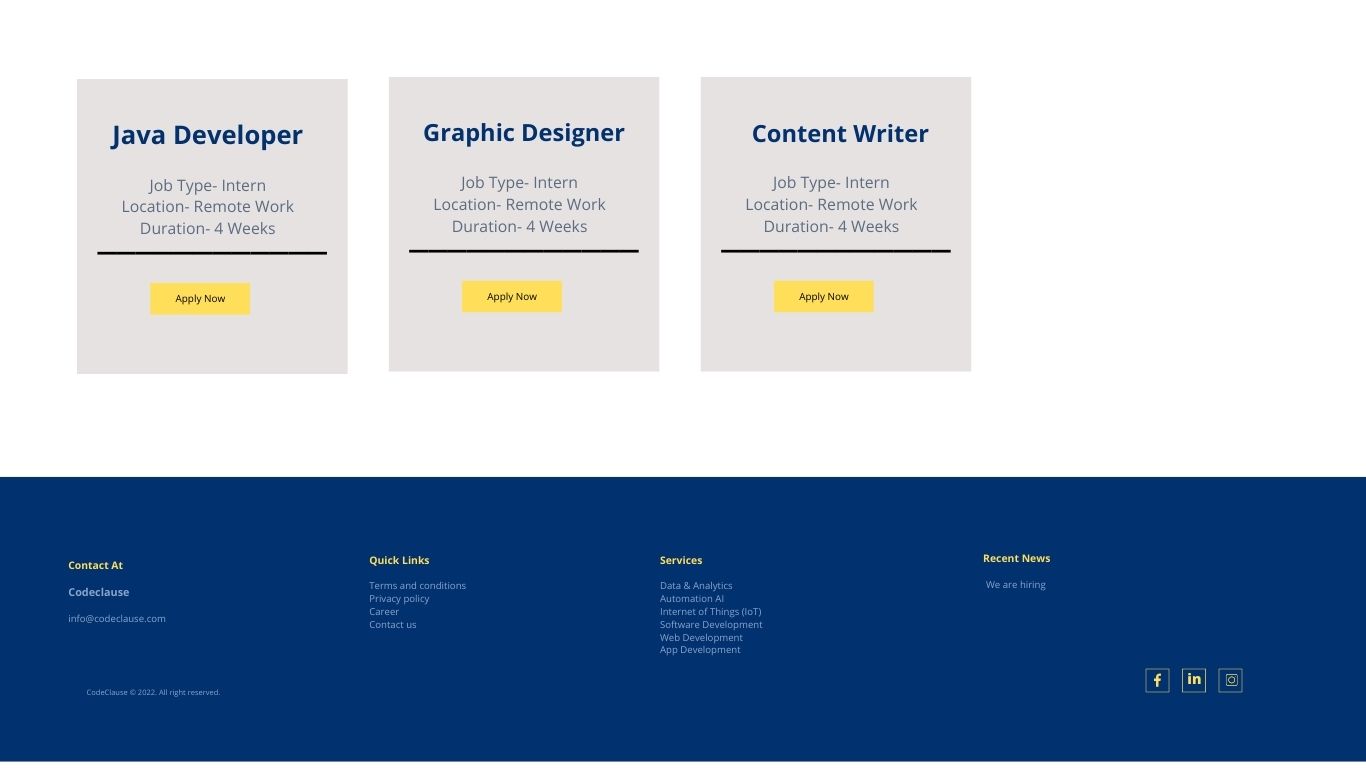 Java Developer
Job Type- Intern
Location- Remote Work
Duration- 4 Weeks
Apply Now
Graphic Designer
Job Type- Intern
Location- Remote Work
Duration- 4 Weeks
Apply Now
Content Writer
Job Type- Intern
Location- Remote Work
Duration- 4 Weeks
Apply Now
Contact At
Codeclause
info@codeclause.com
CodeClause © 2022. All right reserved.
Quick Links
Terms and conditions
Privacy policy
Career
Contact us
Services
Data & Analytics
Automation AI
Internet of Things (IoT)
Software Development
Web Development
App Development
Recent News
We are hiring
f
in